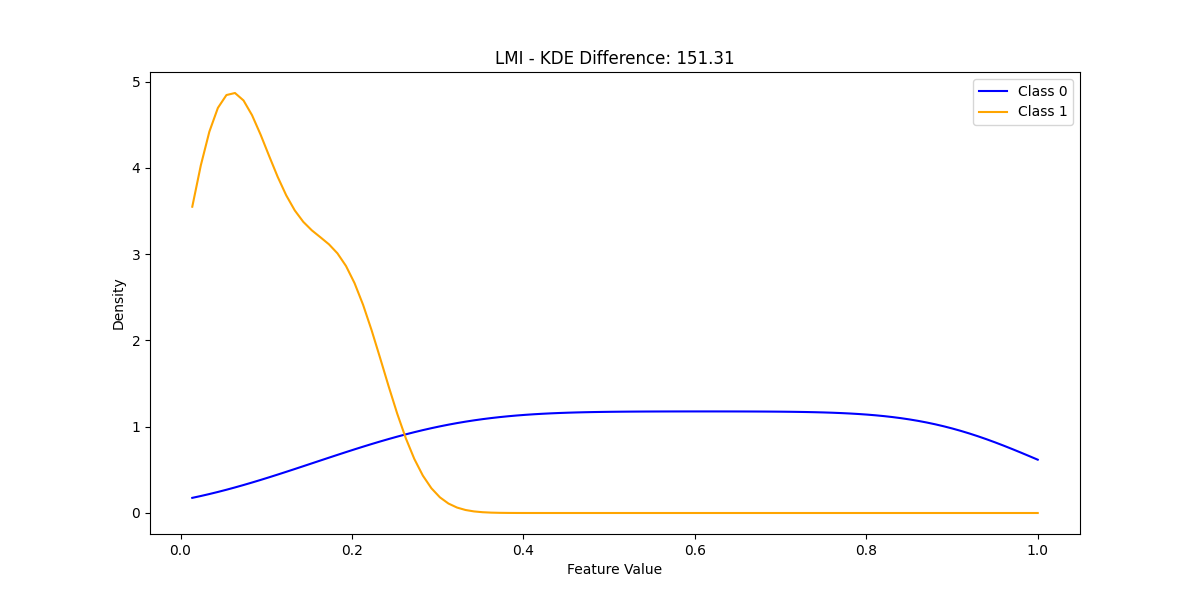 LMI - KDE Difference: 151.31
Class 0
Class 1
Density
5
4
3
2
1
0
0.0 0.2 0.4 0.6 0.8 1.0
Feature Value